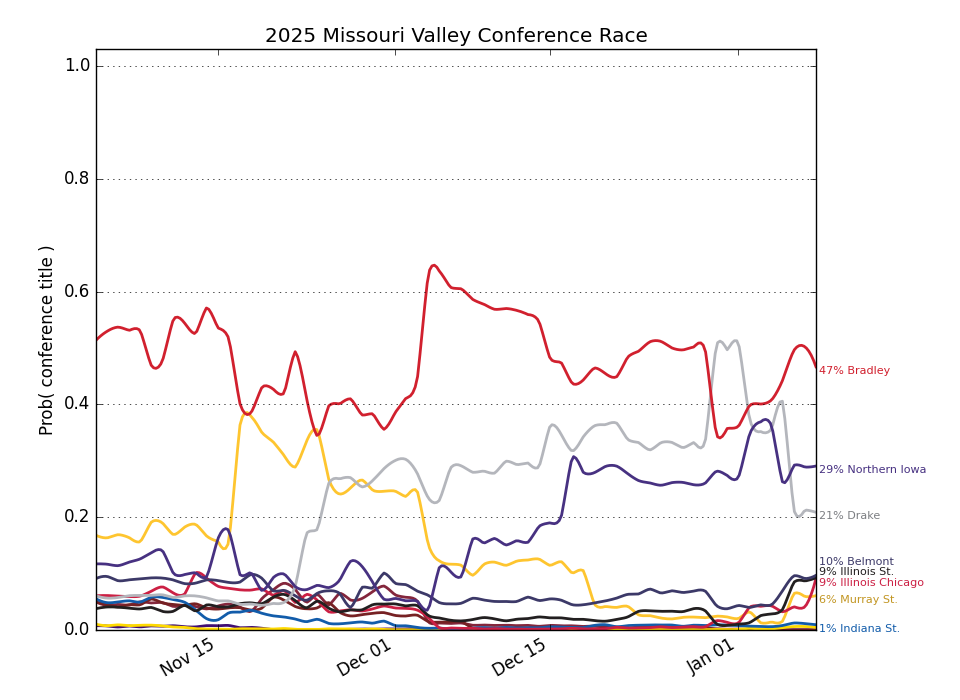 2025 Missouri Valley Conference Race
Prob( conference title )
1.0
0.8
0.6
0.4
0.2
0.0
Nov 15
Dec 01
Dec 15
Jan 01
47% Bradley
29% Northern Iowa
21% Drake
10% Belmont
9% Illinois St.
9% Illinois Chicago
6% Murray St.
1% Indiana St.